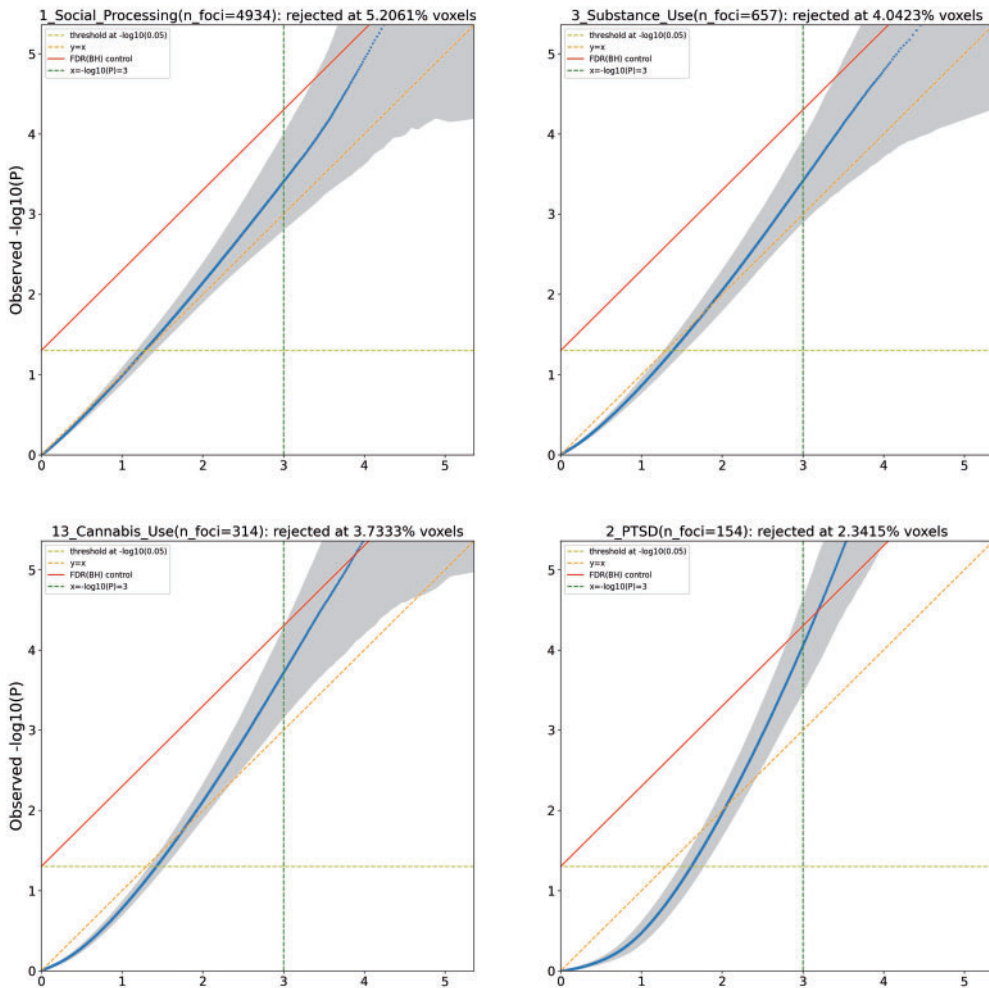 1_Social_Processing(n_foci=4934): rejected at 5.2061% voxels
threshold at -log10(0.05)
y=x
FDR(BH) control
x=-log10(P)=3
Observed -log10(P)
5
4
3
2
1
0
0 1 2 3 4 5
3_Substance_Use(n_foci=657): rejected at 4.0423% voxels
threshold at -log10(0.05)
y=x
FDR(BH) control
x=-log10(P)=3
5
4
3
2
1
0
0 1 2 3 4 5
13_Cannabis_Use(n_foci=314): rejected at 3.7333% voxels
threshold at -log10(0.05)
y=x
FDR(BH) control
x=-log10(P)=3
Observed -log10(P)
5
4
3
2
1
0
0 1 2 3 4 5
2_PTSD(n_foci=154): rejected at 2.3415% voxels
threshold at -log10(0.05)
y=x
FDR(BH) control
x=-log10(P)=3
5
4
3
2
1
0
0 1 2 3 4 5